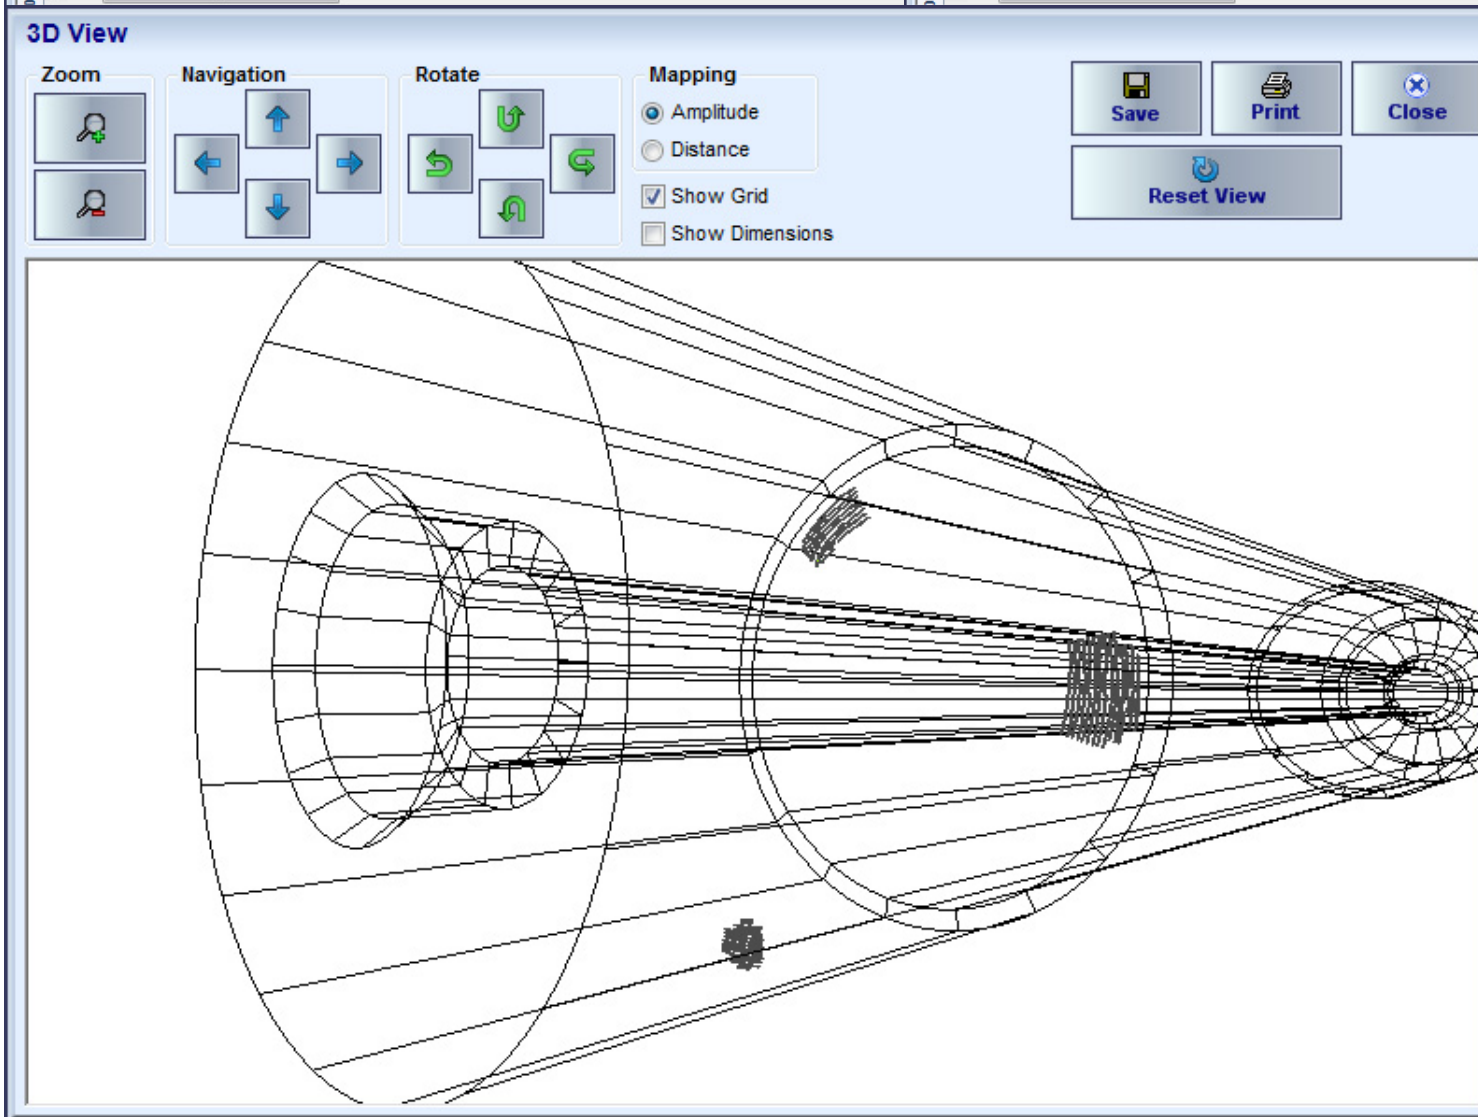 3D View
Zoom
Navigation
Rotate
Mapping
Amplitude
Distance
Show Grid
Show Dimensions
Save
Print
Close
Reset View